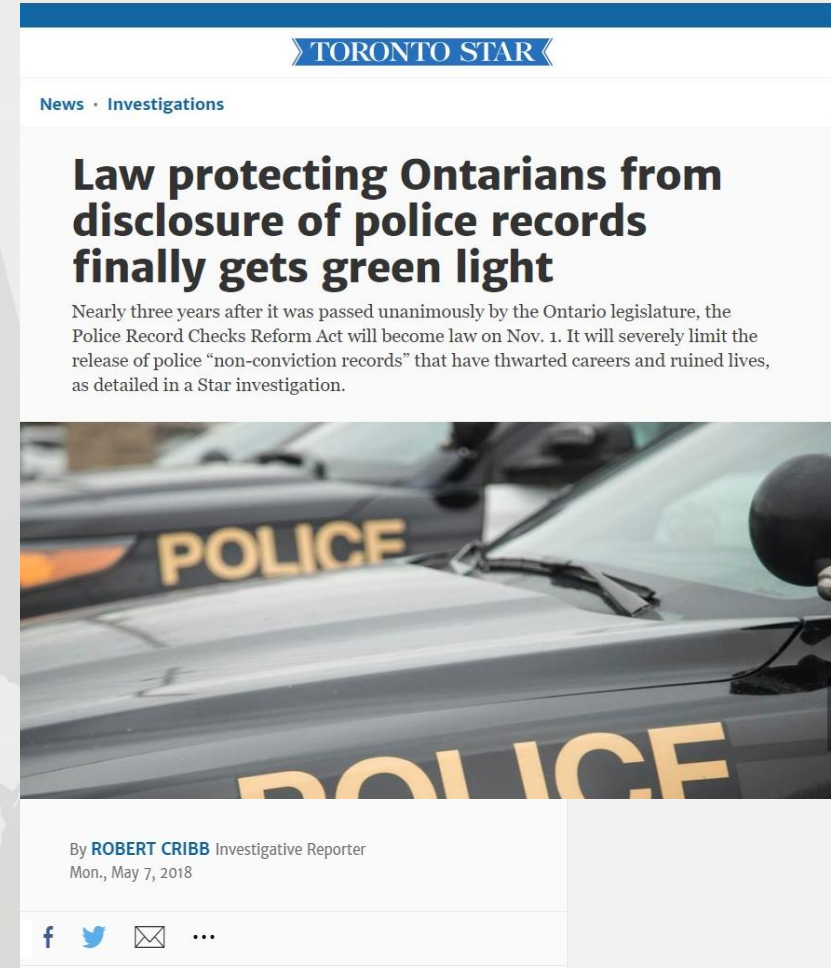 TORONTO STAR
News • Investigations
Law protecting Ontarians from
disclosure of police records
finally gets green light
Nearly three years after it was passed unanimously by the Ontario legislature, the
Police Record Checks Reform Act will become law on Nov. 1. It will severely limit the
release of police “non-conviction records” that have thwarted careers and ruined lives,
as detailed in a Star investigation.
POLICE
POLICE
By ROBERT CRIBB Investigative Reporter
Mon., May 7, 2018